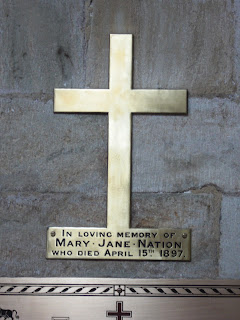 IN LOVING MEMORY OF
MARY · JANE · NATION
WHO DIED APRIL 15TH 1897.